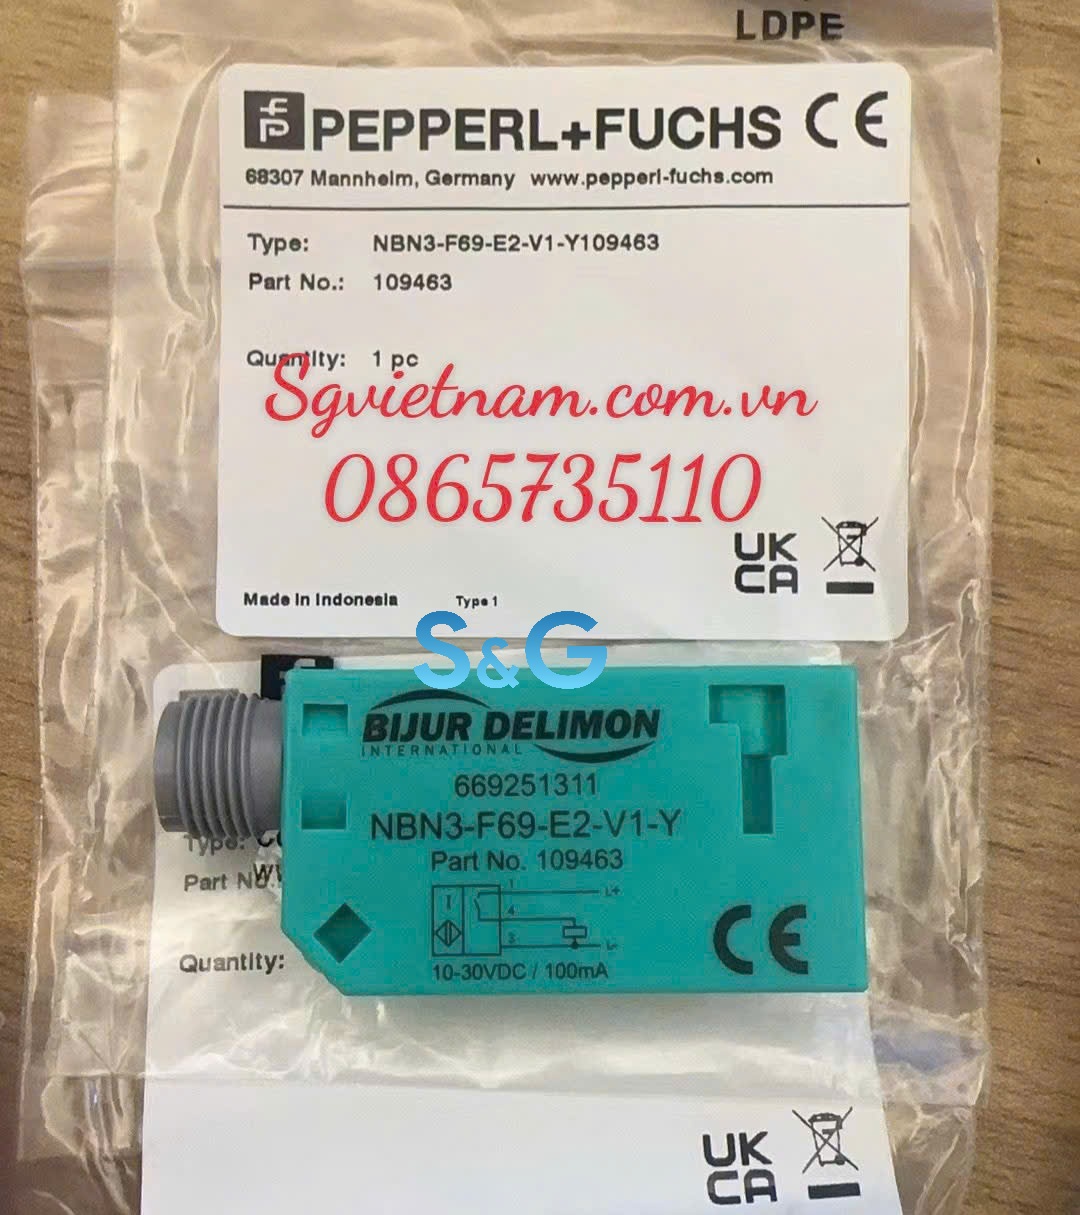 LDPE
PEPPERL+FUCHS CE
68307 Mannheim, Germany www.pepperl-fuchs.com
Type: NBN3-F69-E2-V1-Y109463
Part No.: 109463
Quantity: 1 pc
Sgvietnam.com.vn
0865735110
UK
CA
Made in Indonesia Type 1
S&G
BIJUR DELIMON
INTERNATIONAL
669251311
NBN3-F69-E2-V1-Y
Part No. 109463
1 L+
4
3 L-
10-30VDC / 100mA
CE
Type:
Part No.:
Quantity:
UK
CA